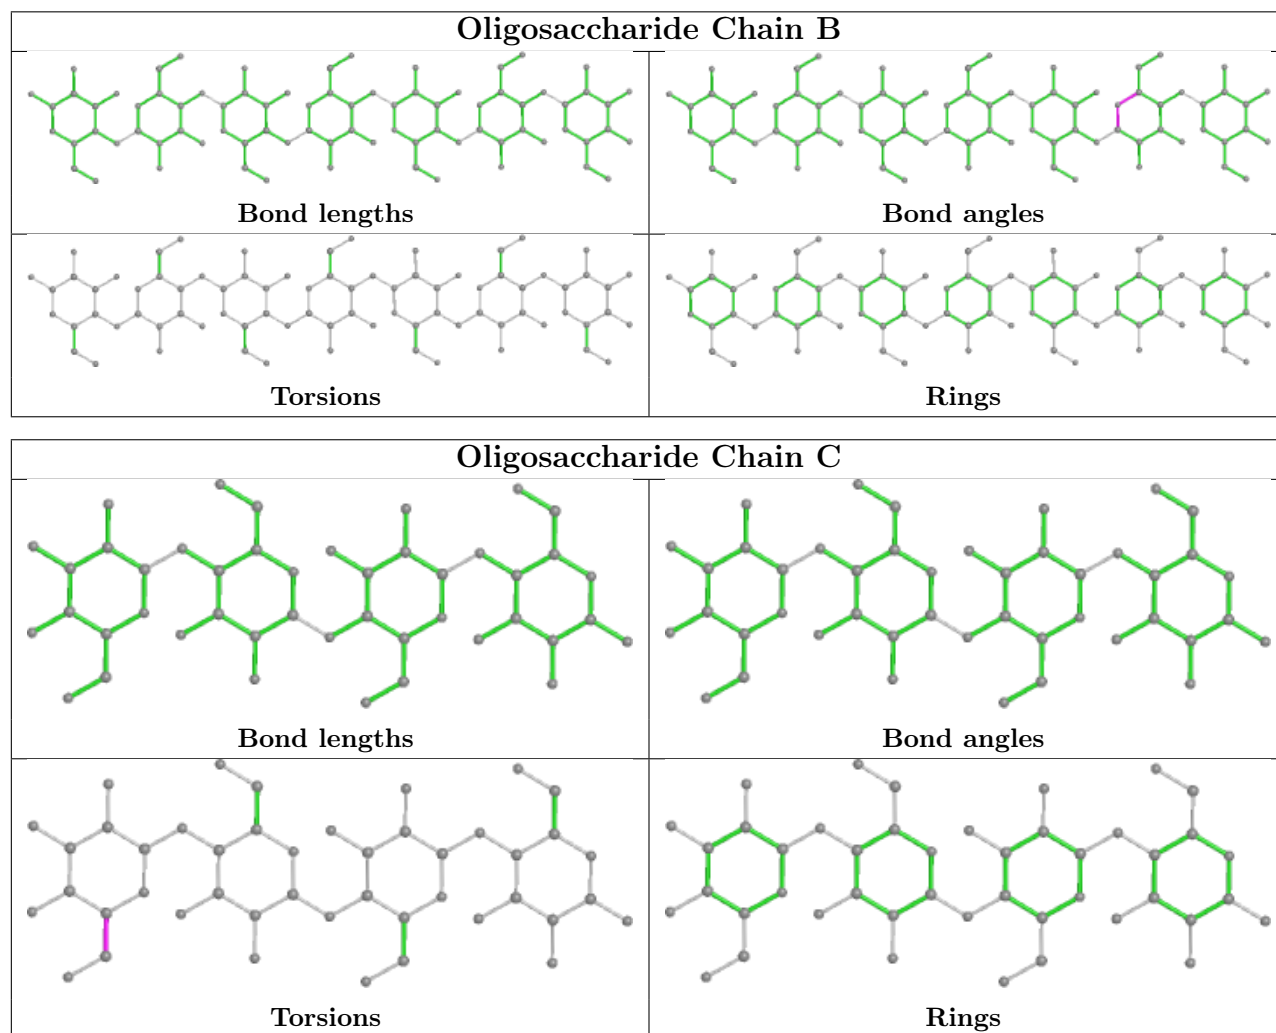 Oligosaccharide Chain B
Bond lengths
Bond angles
Torsions
Rings
Oligosaccharide Chain C
Bond lengths
Bond angles
Torsions
Rings